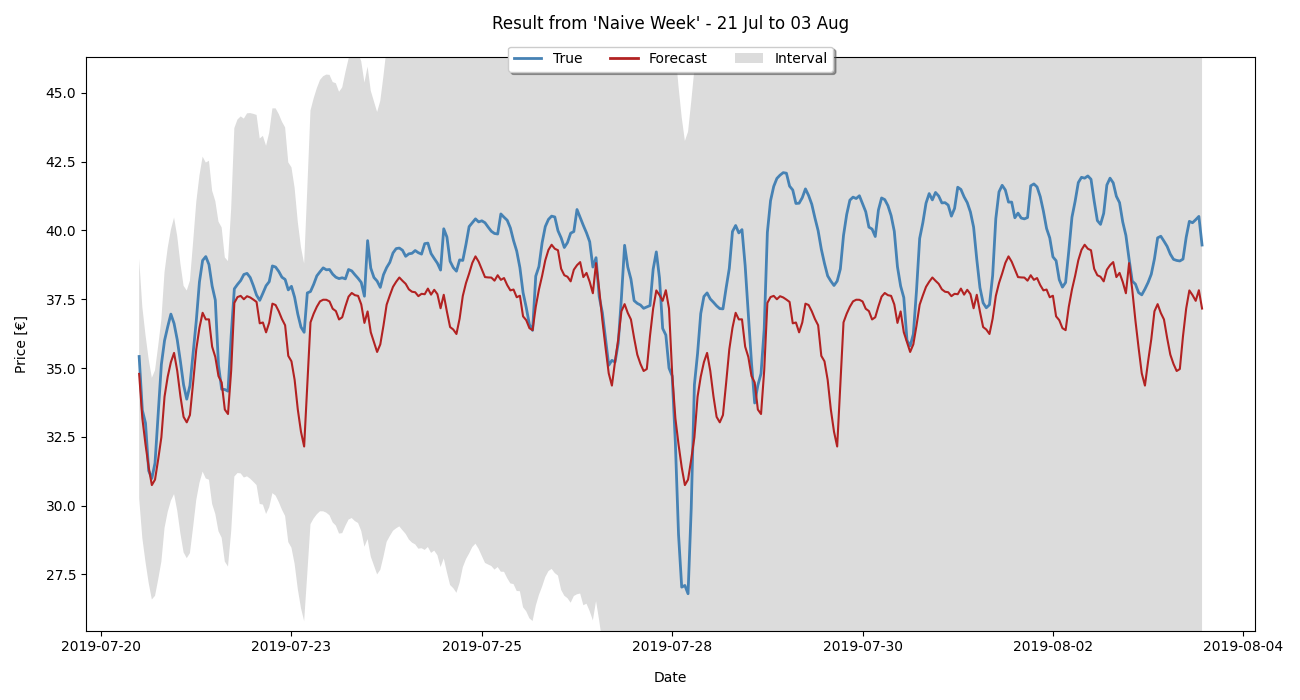 Result from 'Naive Week' - 21 Jul to 03 Aug
True
Forecast
Interval
45.0
42.5
40.0
37.5
35.0
32.5
30.0
27.5
Price [€]
2019-07-20
2019-07-23
2019-07-25
2019-07-28
2019-07-30
2019-08-02
2019-08-04
Date